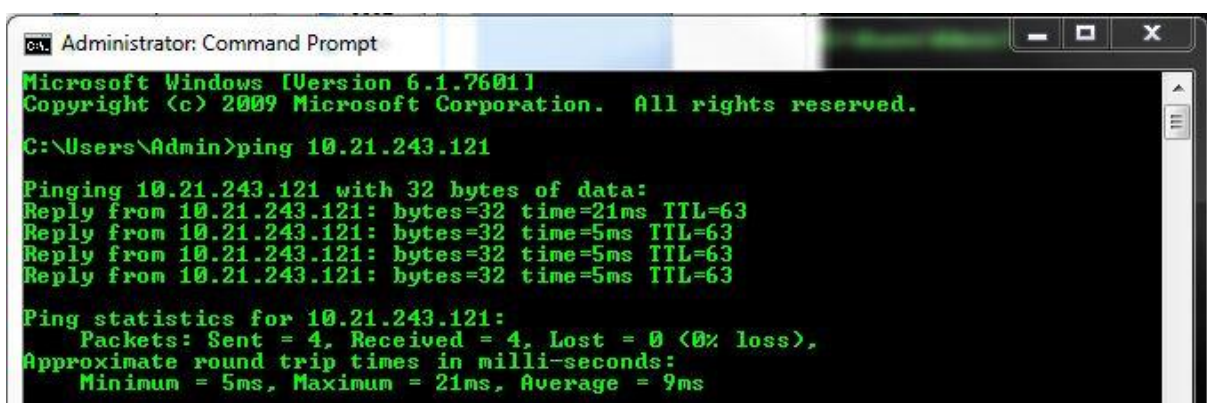 Administrator: Command Prompt
Microsoft Windows [Version 6.1.7601]
Copyright (c) 2009 Microsoft Corporation.  All rights reserved.
C:\Users\Admin>ping 10.21.243.121
Pinging 10.21.243.121 with 32 bytes of data:
Reply from 10.21.243.121: bytes=32 time=21ms TTL=63
Reply from 10.21.243.121: bytes=32 time=5ms TTL=63
Reply from 10.21.243.121: bytes=32 time=5ms TTL=63
Reply from 10.21.243.121: bytes=32 time=5ms TTL=63
Ping statistics for 10.21.243.121:
    Packets: Sent = 4, Received = 4, Lost = 0 (0% loss),
Approximate round trip times in milli-seconds:
    Minimum = 5ms, Maximum = 21ms, Average = 9ms